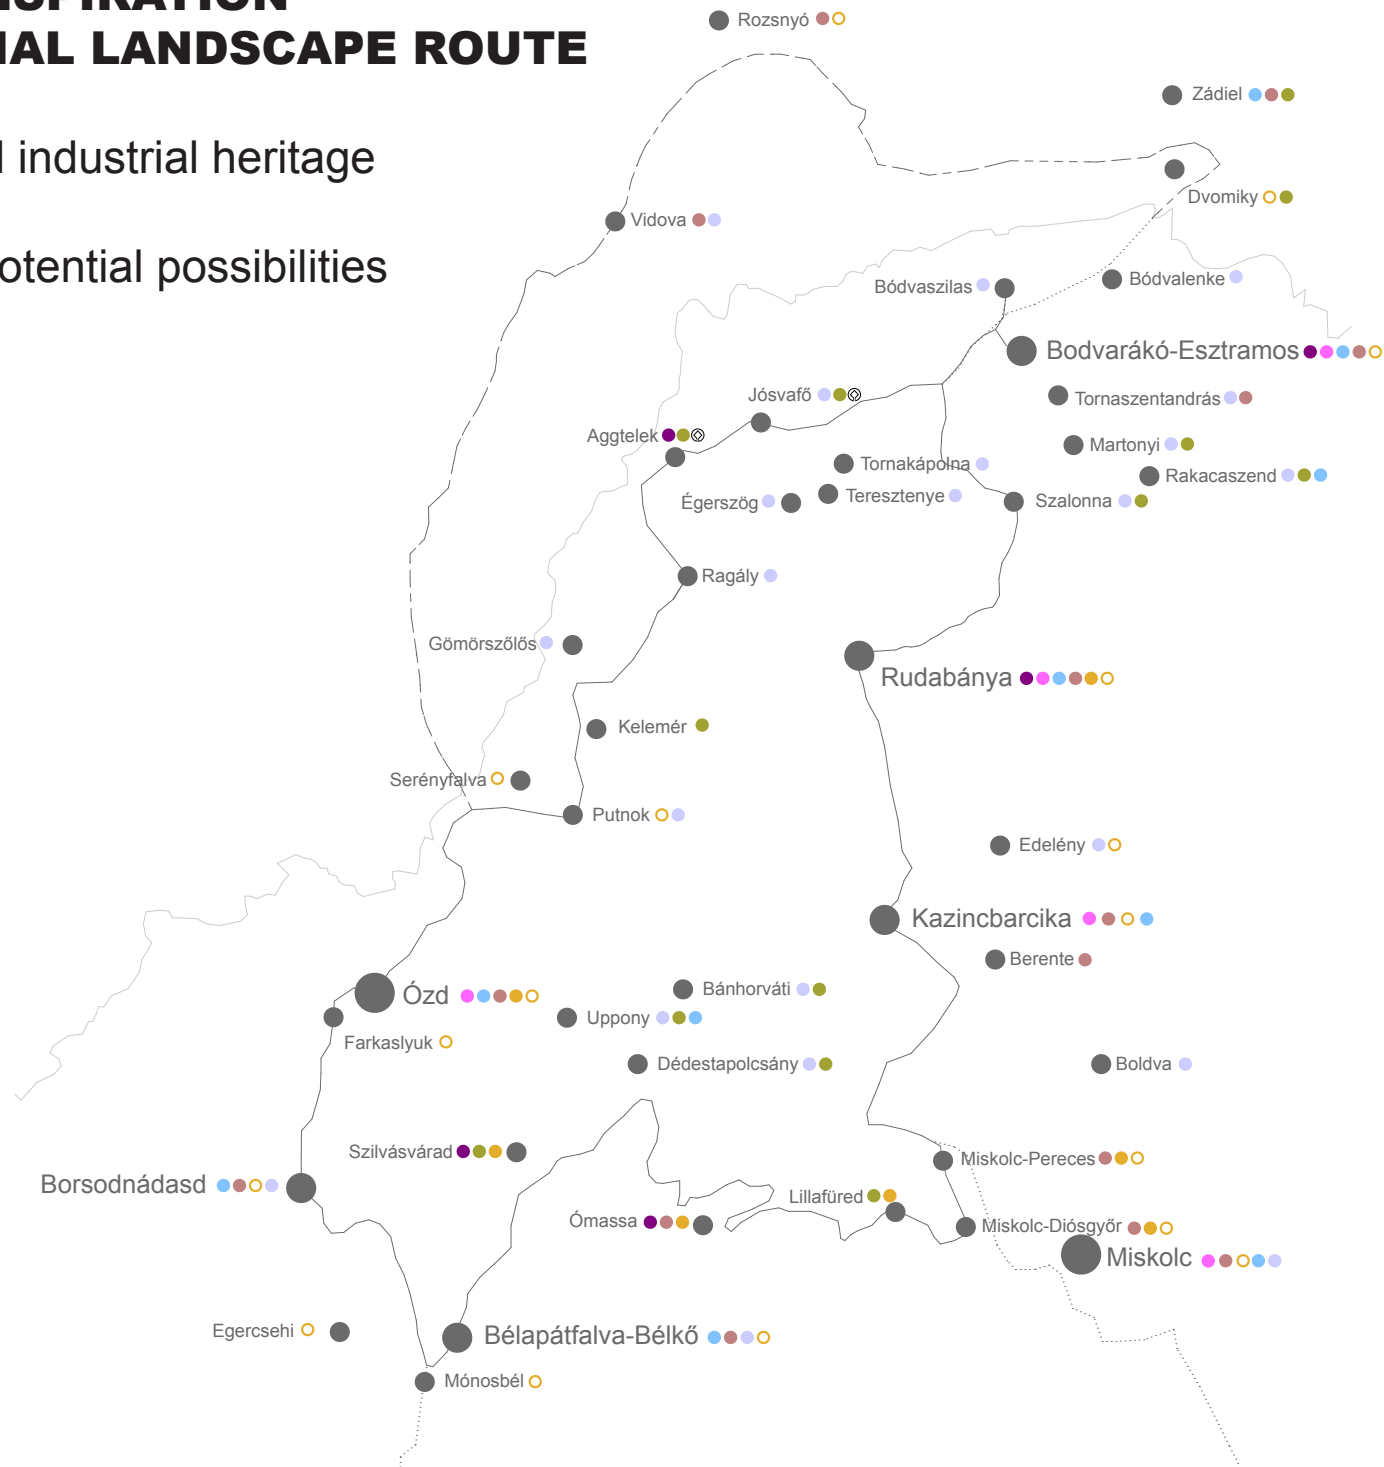 LANDSCAPE ROUTE
industrial heritage
possibilities
Rozsnyó
Zádiel
Dvorniky
Vidova
Bódvaszilas
Bódvalenke
Bodvarákó-Esztramos
Jósvafő
Tornaszentandrás
Aggtelek
Martonyi
Tornakápolna
Rakacaszend
Égerszög
Teresztenye
Szalonna
Ragály
Gömörszőlős
Rudabánya
Kelemér
Serényfalva
Putnok
Edelény
Kazincbarcika
Berente
Ózd
Bánhorváti
Uppony
Farkaslyuk
Dédestapolcsány
Boldva
Szilvásvárad
Miskolc-Pereces
Borsodnádasd
Lillafüred
Ómassa
Miskolc-Diósgyőr
Miskolc
Egercsehi
Bélapátfalva-Bélkő
Mónosbél